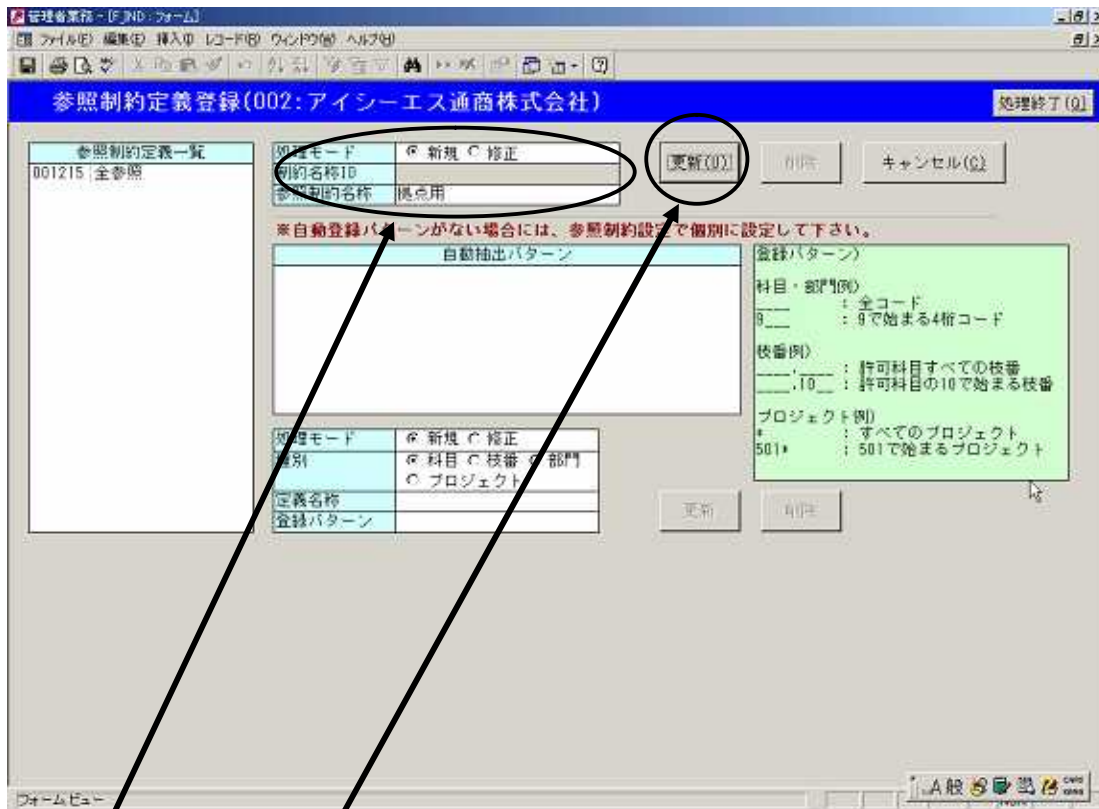 管理者業務 - [F_IND : フォーム]
ファイル(F) 編集(E) 挿入(I) レコード(R) ウィンドウ(W) ヘルプ(H)
参照制約定義登録(002:アイシーエス通商株式会社)
処理終了(Q)
参照制約定義一覧
001215 全参照
処理モード 新規 修正
制約名称ID
参照制約名称 拠点用
更新(U) 削除 キャンセル(C)
※自動登録パターンがない場合には、参照制約設定で個別に設定して下さい。
自動抽出パターン
登録パターン)
科目・部門例)
____ : 全コード
9___ : 9で始まる4桁コード
枝番例)
____.____ : 許可科目すべての枝番
____.10__ : 許可科目の10で始まる枝番
プロジェクト例)
* : すべてのプロジェクト
501* : 501で始まるプロジェクト
処理モード 新規 修正
種別 科目 枝番 部門
プロジェクト
定義名称
登録パターン
更新 削除
フォームビュー
A 般